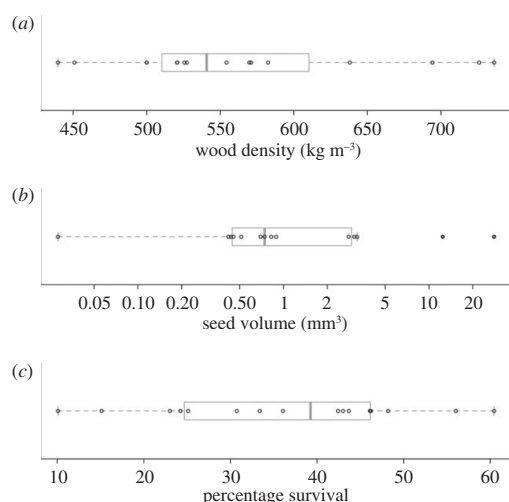 (a)
450 500 550 600 650 700
wood density (kg m⁻³)
(b)
0.05 0.10 0.20 0.50 1 2 5 10 20
seed volume (mm³)
(c)
10 20 30 40 50 60
percentage survival